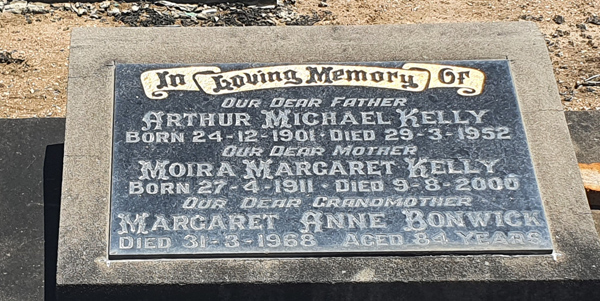 In Loving Memory Of
Our Dear Father
Arthur Michael Kelly
Born 24-12-1901 · Died 29-3-1952
Our Dear Mother
Moira Margaret Kelly
Born 27-4-1911 · Died 9-8-2000
Our Dear Grandmother
Margaret Anne Bonwick
Died 31-3-1968 Aged 84 Years